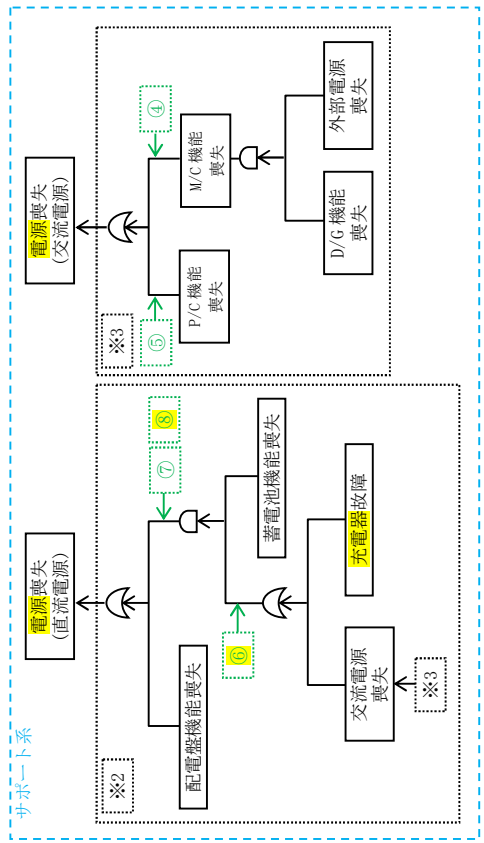 サポート系
電源喪失
(直流電源)
※2
配電盤機能喪失
⑦
⑧
⑥
蓄電池機能喪失
交流電源
喪失
充電器故障
※3
電源喪失
(交流電源)
※3
⑤
④
P/C 機能
喪失
M/C 機能
喪失
D/G 機能
喪失
外部電源
喪失